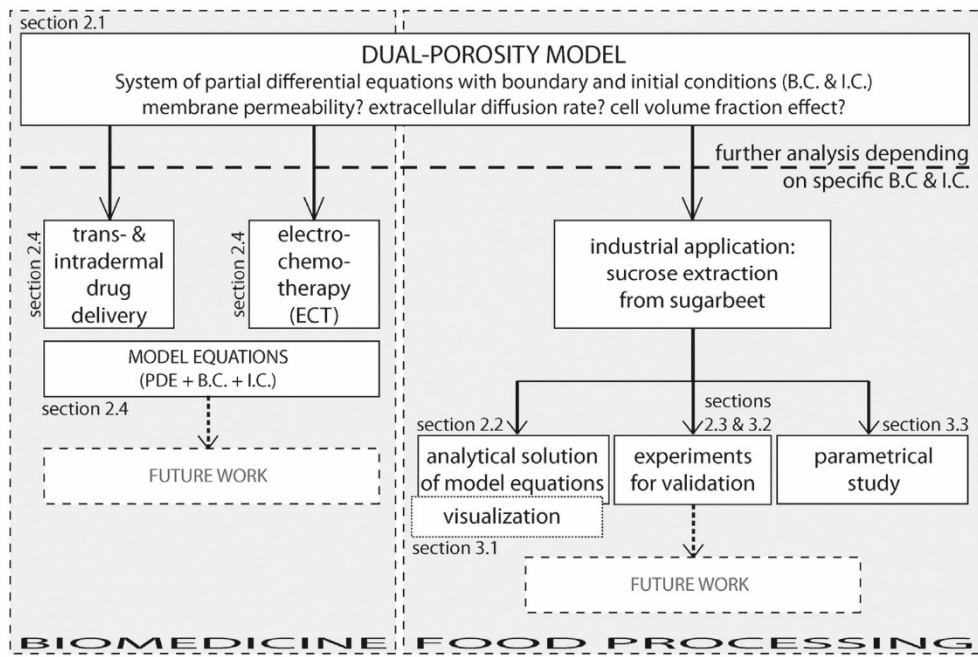 section 2.1
DUAL-POROSITY MODEL
System of partial differential equations with boundary and initial conditions (B.C. & I.C.)
membrane permeability? extracellular diffusion rate? cell volume fraction effect?
further analysis depending
on specific B.C & I.C.
section 2.4
trans- &
intradermal
drug
delivery
section 2.4
electro-
chemo-
therapy
(ECT)
MODEL EQUATIONS
(PDE + B.C. + I.C.)
section 2.4
FUTURE WORK
industrial application:
sucrose extraction
from sugarbeet
section 2.2
analytical solution
of model equations
visualization
section 3.1
sections
2.3 & 3.2
experiments
for validation
section 3.3
parametrical
study
FUTURE WORK
BIOMEDICINE
FOOD PROCESSING